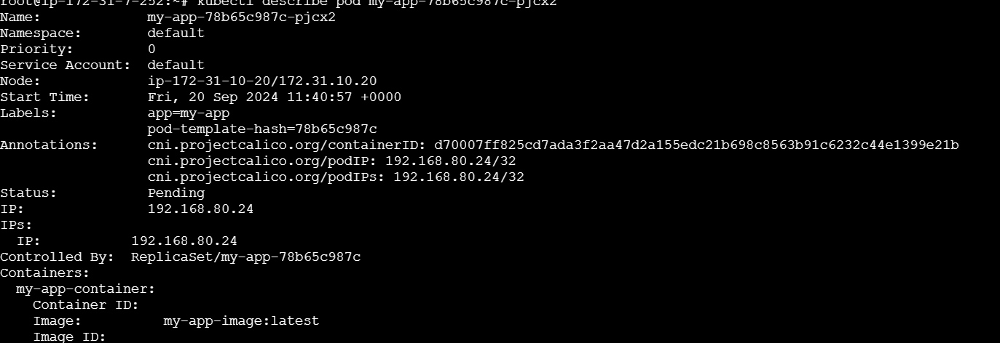 root@ip-172-31-7-252:~# kubectl describe pod my-app-78b65c987c-pjcx2
Name:             my-app-78b65c987c-pjcx2
Namespace:        default
Priority:         0
Service Account:  default
Node:             ip-172-31-10-20/172.31.10.20
Start Time:       Fri, 20 Sep 2024 11:40:57 +0000
Labels:           app=my-app
                  pod-template-hash=78b65c987c
Annotations:      cni.projectcalico.org/containerID: d70007ff825cd7ada3f2aa47d2a155edc21b698c8563b91c6232c44e1399e21b
                  cni.projectcalico.org/podIP: 192.168.80.24/32
                  cni.projectcalico.org/podIPs: 192.168.80.24/32
Status:           Pending
IP:               192.168.80.24
IPs:
  IP:           192.168.80.24
Controlled By:  ReplicaSet/my-app-78b65c987c
Containers:
  my-app-container:
    Container ID:
    Image:          my-app-image:latest
    Image ID: